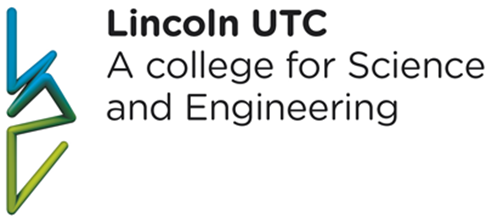 Lincoln UTC
A college for Science
and Engineering